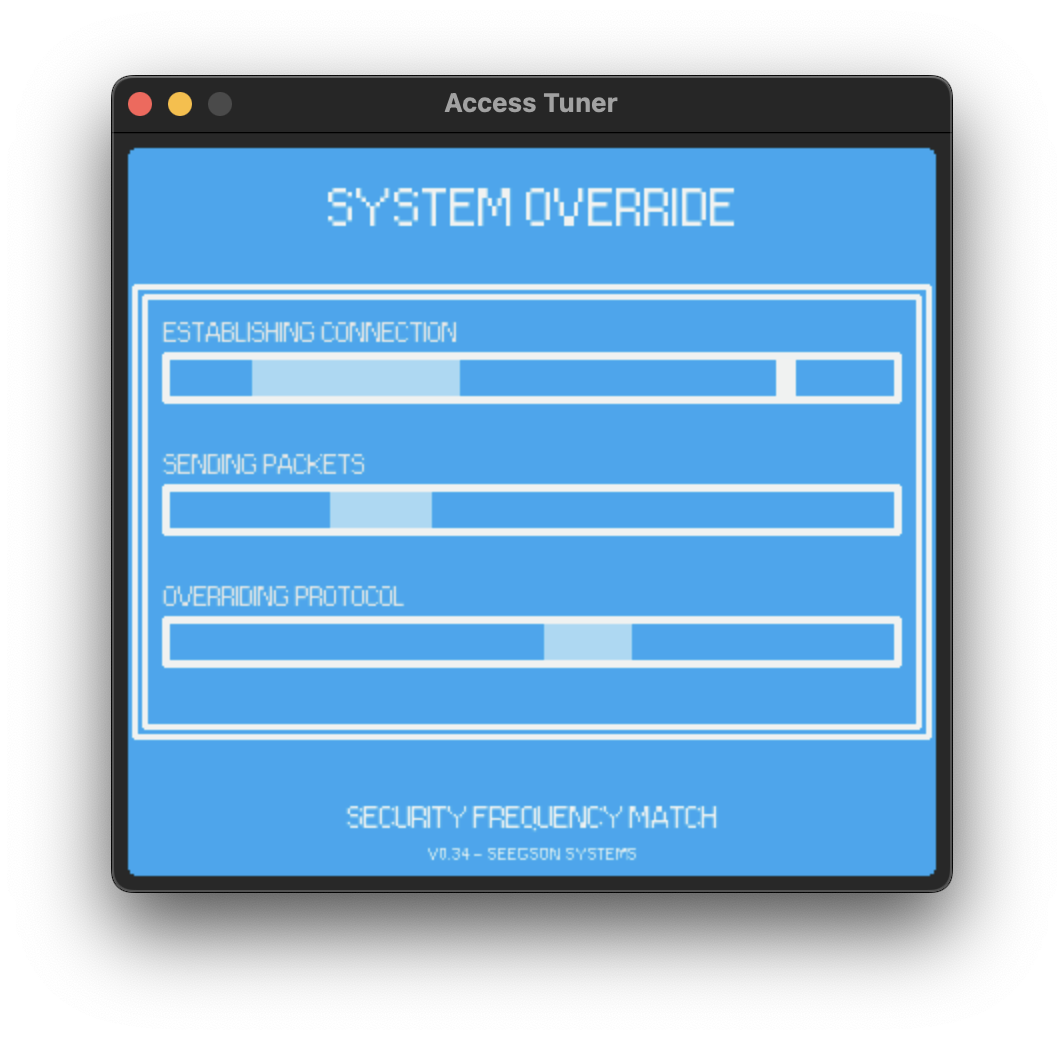 Access Tuner
SYSTEM OVERRIDE
ESTABLISHING CONNECTION
SENDING PACKETS
OVERRIDING PROTOCOL
SECURITY FREQUENCY MATCH
V0.34 – SEEGSON SYSTEMS